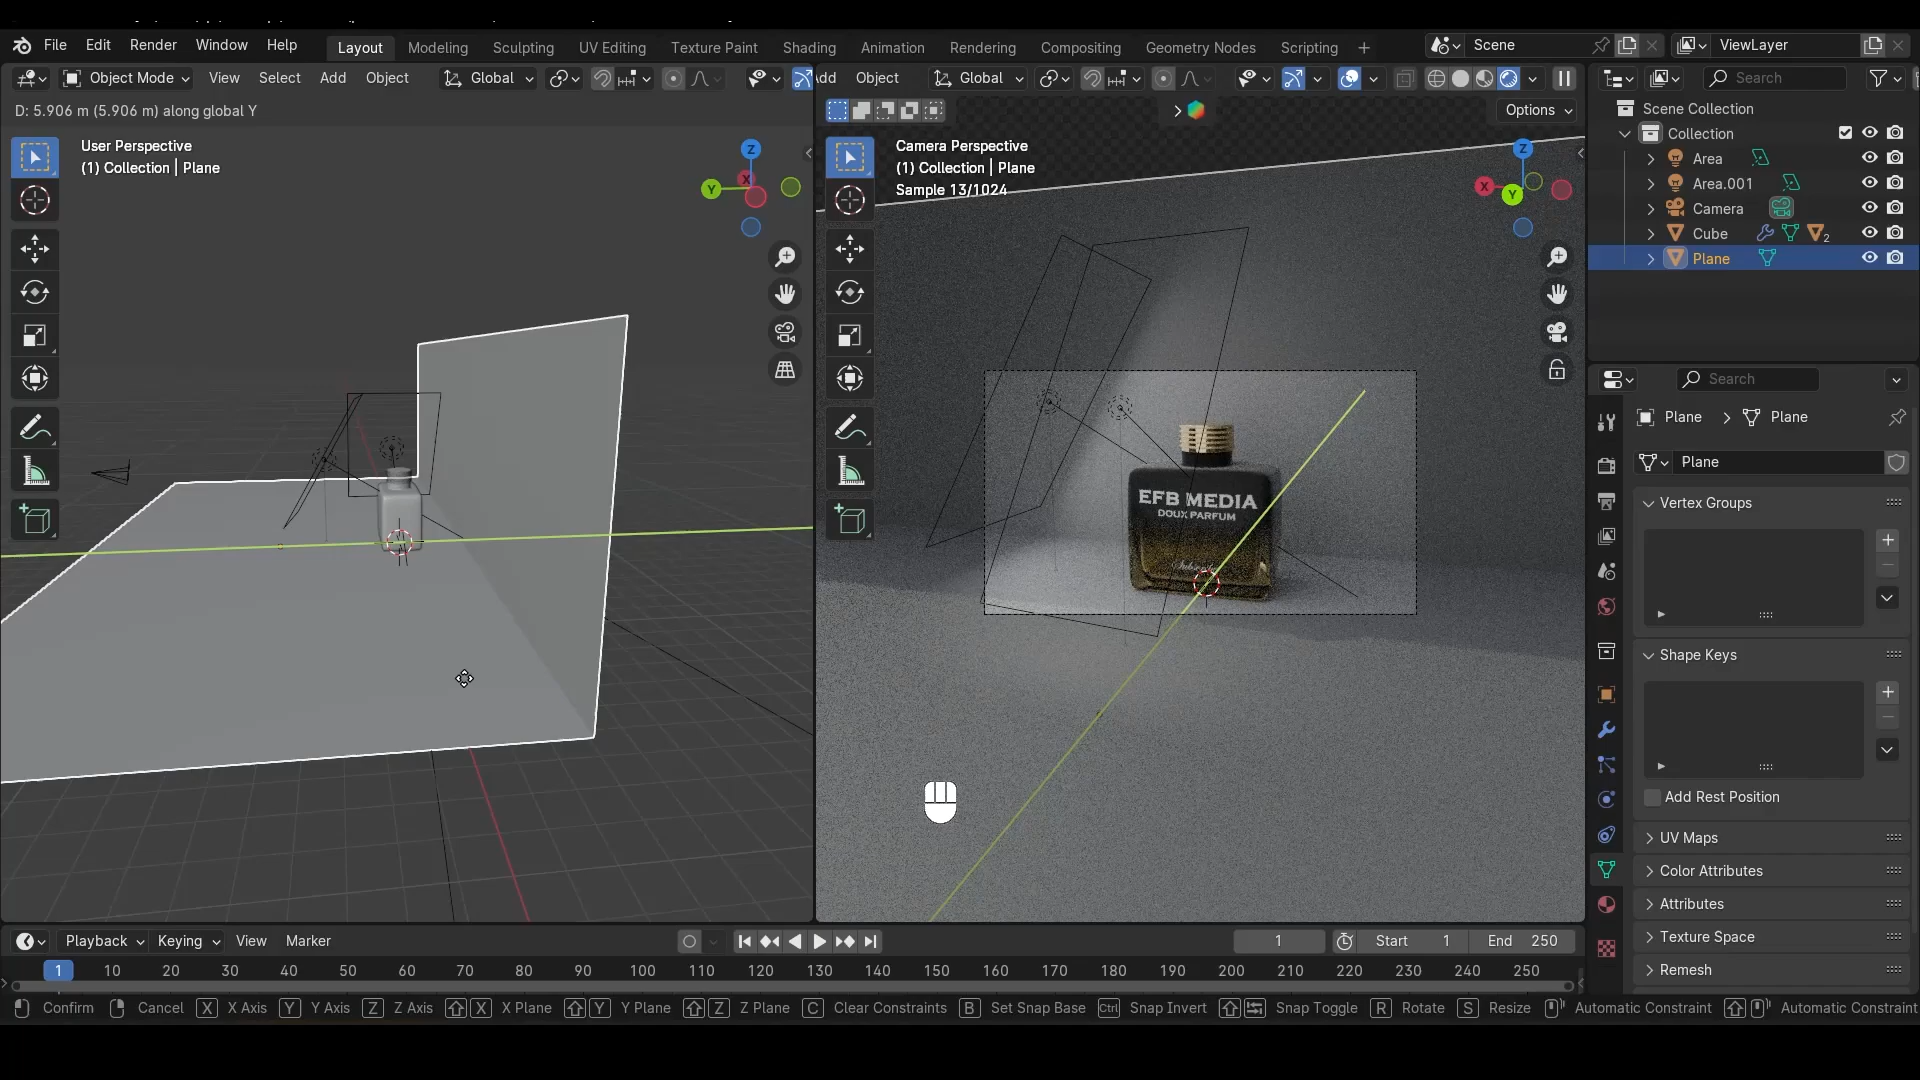 File Edit Render Window Help Layout Modeling Sculpting UV Editing Texture Paint Shading Animation Rendering Compositing Geometry Nodes Scripting + Scene ViewLayer
Object Mode View Select Add Object Global
dd Object Global
Search
D: 5.906 m (5.906 m) along global Y
Options
User Perspective
(1) Collection | Plane
Camera Perspective
(1) Collection | Plane
Sample 13/1024
Z
Y
X
Z
X
Y
Scene Collection
Collection
Area
Area.001
Camera
Cube
2
Plane
Search
Plane > Plane
Plane
Vertex Groups
Shape Keys
Add Rest Position
UV Maps
Color Attributes
Attributes
Texture Space
Remesh
EFB MEDIA
DOUX PARFUM
Playback Keying View Marker
1 Start 1 End 250
1 10 20 30 40 50 60 70 80 90 100 110 120 130 140 150 160 170 180 190 200 210 220 230 240 250
Confirm Cancel X X Axis Y Y Axis Z Z Axis X X Plane Y Y Plane Z Z Plane C Clear Constraints B Set Snap Base Ctrl Snap Invert Snap Toggle R Rotate S Resize Automatic Constraint Automatic Constraint